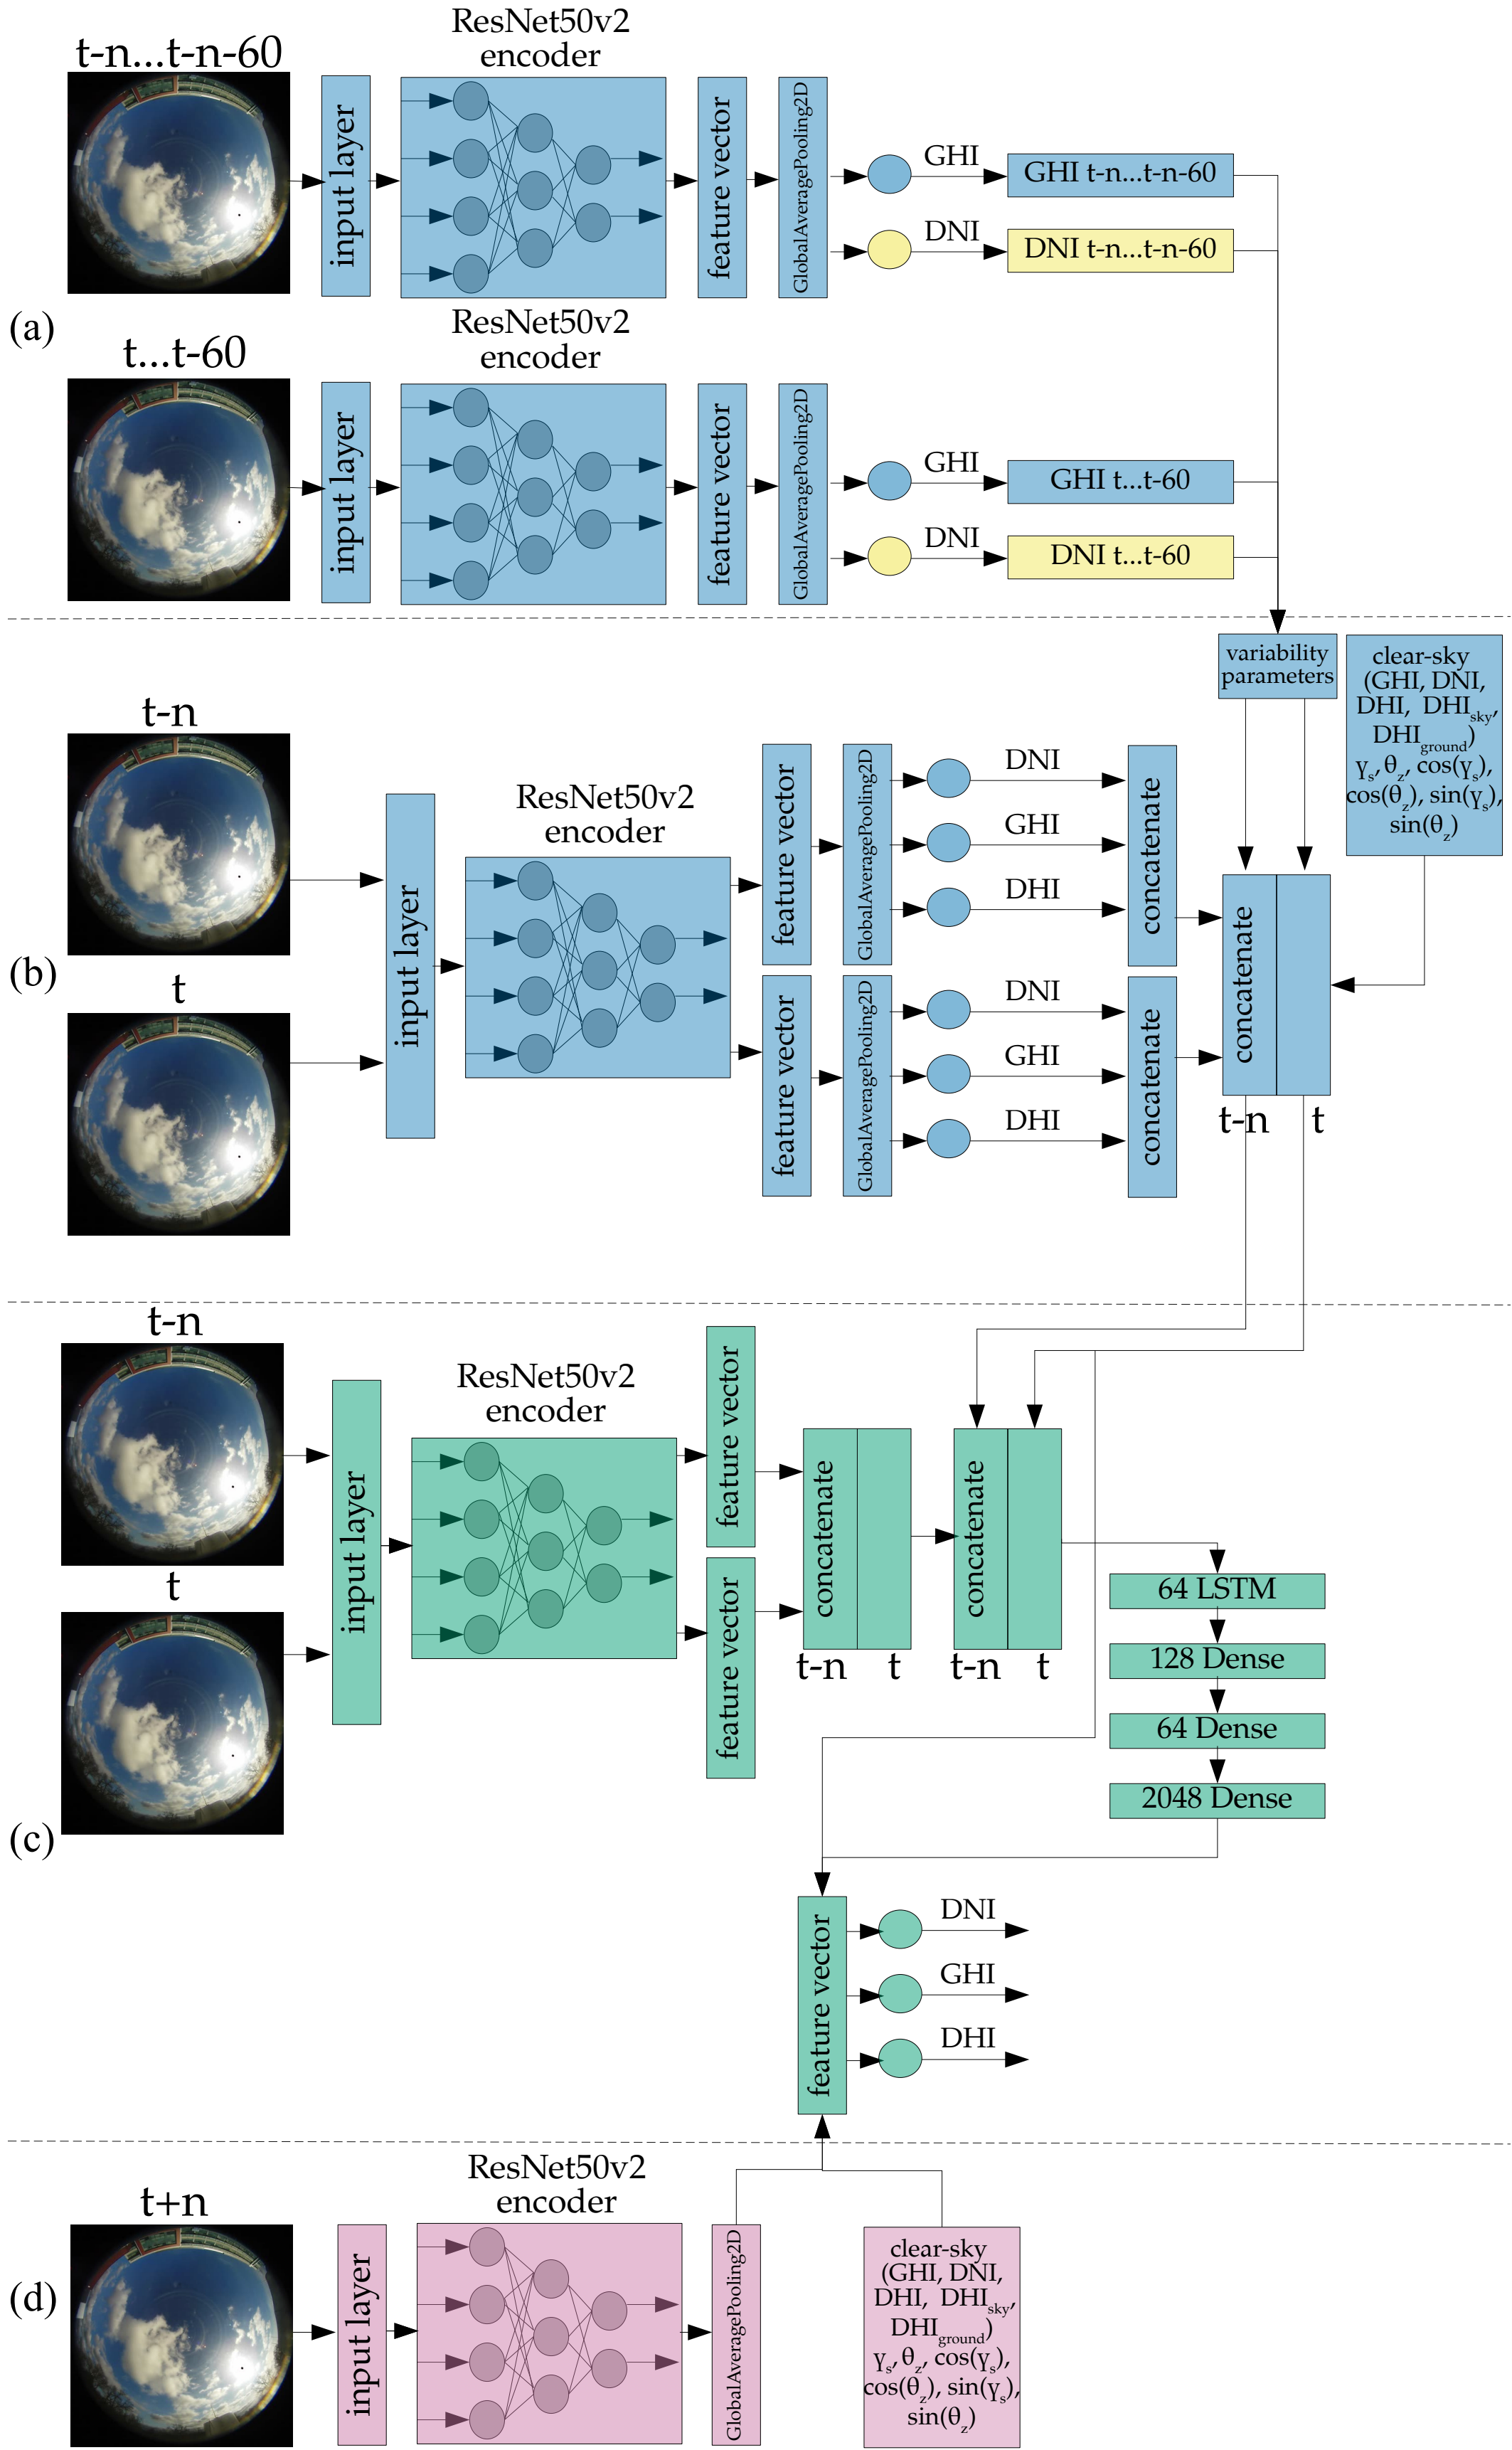 ResNet50v2
encoder
t-n...t-n-60
input layer
feature vector
GlobalAveragePooling2D
GHI
GHI t-n...t-n-60
DNI
DNI t-n...t-n-60
(a)
ResNet50v2
encoder
t...t-60
input layer
feature vector
GlobalAveragePooling2D
GHI
GHI t...t-60
DNI
DNI t...t-60
variability
parameters
clear-sky
(GHI, DNI,
DHI, DHIsky,
DHIground)
γs, θz, cos(γs),
cos(θz), sin(γs),
sin(θz)
t-n
ResNet50v2
encoder
input layer
feature vector
GlobalAveragePooling2D
DNI
GHI
DHI
concatenate
concatenate
(b)
t
feature vector
GlobalAveragePooling2D
DNI
GHI
DHI
concatenate
t-n
t
t-n
ResNet50v2
encoder
input layer
feature vector
feature vector
concatenate
t-n
t
concatenate
t-n
t
t
64 LSTM
128 Dense
64 Dense
2048 Dense
(c)
feature vector
DNI
GHI
DHI
ResNet50v2
encoder
t+n
(d)
input layer
GlobalAveragePooling2D
clear-sky
(GHI, DNI,
DHI, DHIsky,
DHIground)
γs, θz, cos(γs),
cos(θz), sin(γs),
sin(θz)